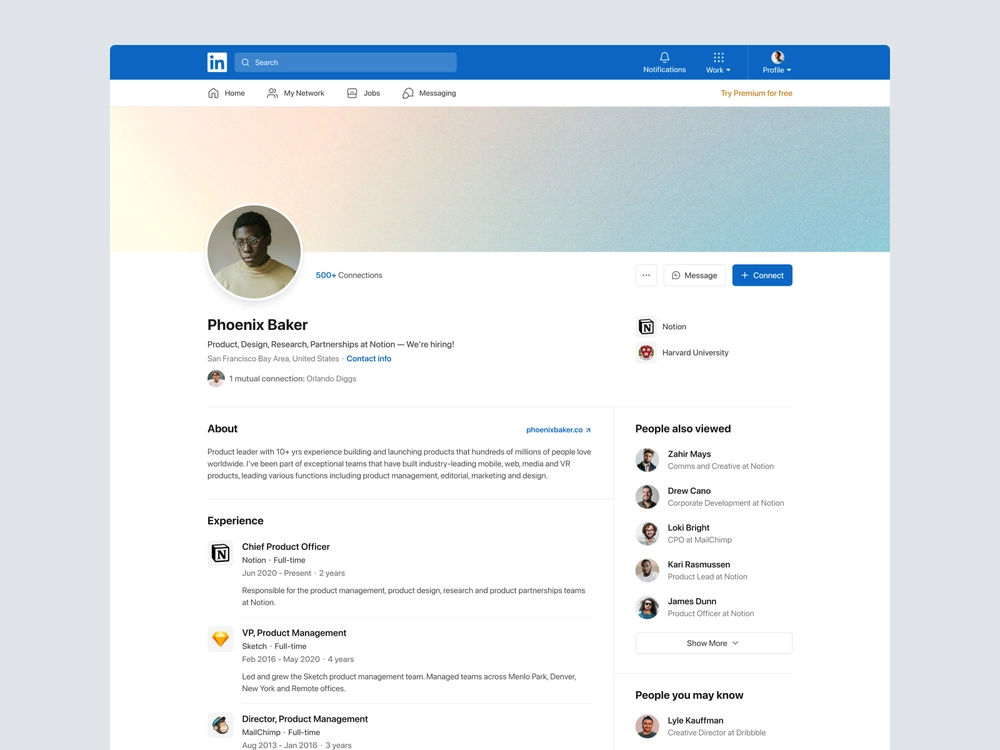 in
Search
Notifications
Work
Profile
Home
My Network
Jobs
Messaging
Try Premium for free
500+ Connections
Message
Connect
Phoenix Baker
Product, Design, Research, Partnerships at Notion — We're hiring!
San Francisco Bay Area, United States · Contact info
1 mutual connection: Orlando Diggs
Notion
Harvard University
About
phoenixbaker.co
Product leader with 10+ yrs experience building and launching products that hundreds of millions of people love
worldwide. I've been part of exceptional teams that have built industry-leading mobile, web, media and VR
products, leading various functions including product management, editorial, marketing and design.
Experience
Chief Product Officer
Notion · Full-time
Jun 2020 - Present · 2 years
Responsible for the product management, product design, research and product partnerships teams
at Notion.
VP, Product Management
Sketch · Full-time
Feb 2016 - May 2020 · 4 years
Led and grew the Sketch product management team. Managed teams across Menlo Park, Denver,
New York and Remote offices.
Director, Product Management
MailChimp · Full-time
Aug 2013 - Jan 2016 · 3 years
People also viewed
Zahir Mays
Comms and Creative at Notion
Drew Cano
Corporate Development at Notion
Loki Bright
CPO at MailChimp
Kari Rasmussen
Product Lead at Notion
James Dunn
Product Officer at Notion
Show More
People you may know
Lyle Kauffman
Creative Director at Dribbble